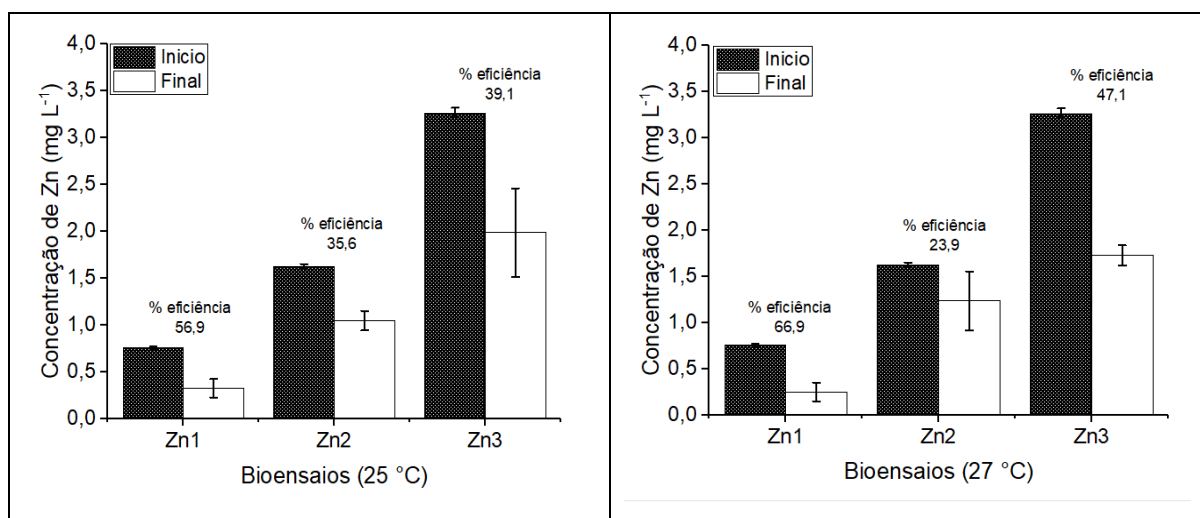 4,0
3,5
3,0
2,5
2,0
1,5
1,0
0,5
0,0
Concentração de Zn (mg L⁻¹)
Inicio
Final
% eficiência
56,9
% eficiência
35,6
% eficiência
39,1
Zn1 Zn2 Zn3
Bioensaios (25 °C)
4,0
3,5
3,0
2,5
2,0
1,5
1,0
0,5
0,0
Concentração de Zn (mg L⁻¹)
Inicio
Final
% eficiência
66,9
% eficiência
23,9
% eficiência
47,1
Zn1 Zn2 Zn3
Bioensaios (27 °C)